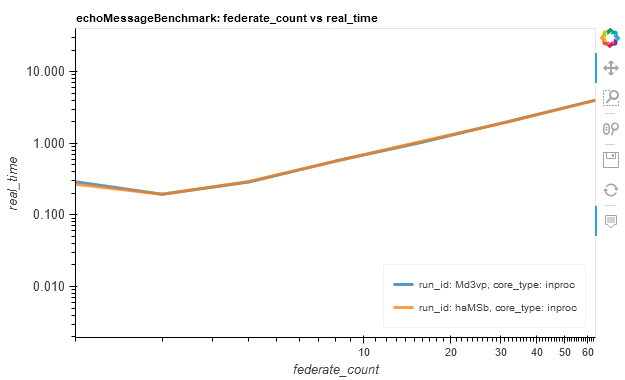 echoMessageBenchmark: federate_count vs real_time
10.000
1.000
0.100
0.010
real_time
run_id: Md3vp, core_type: inproc
run_id: haMSb, core_type: inproc
10 20 30 40 50 60
federate_count